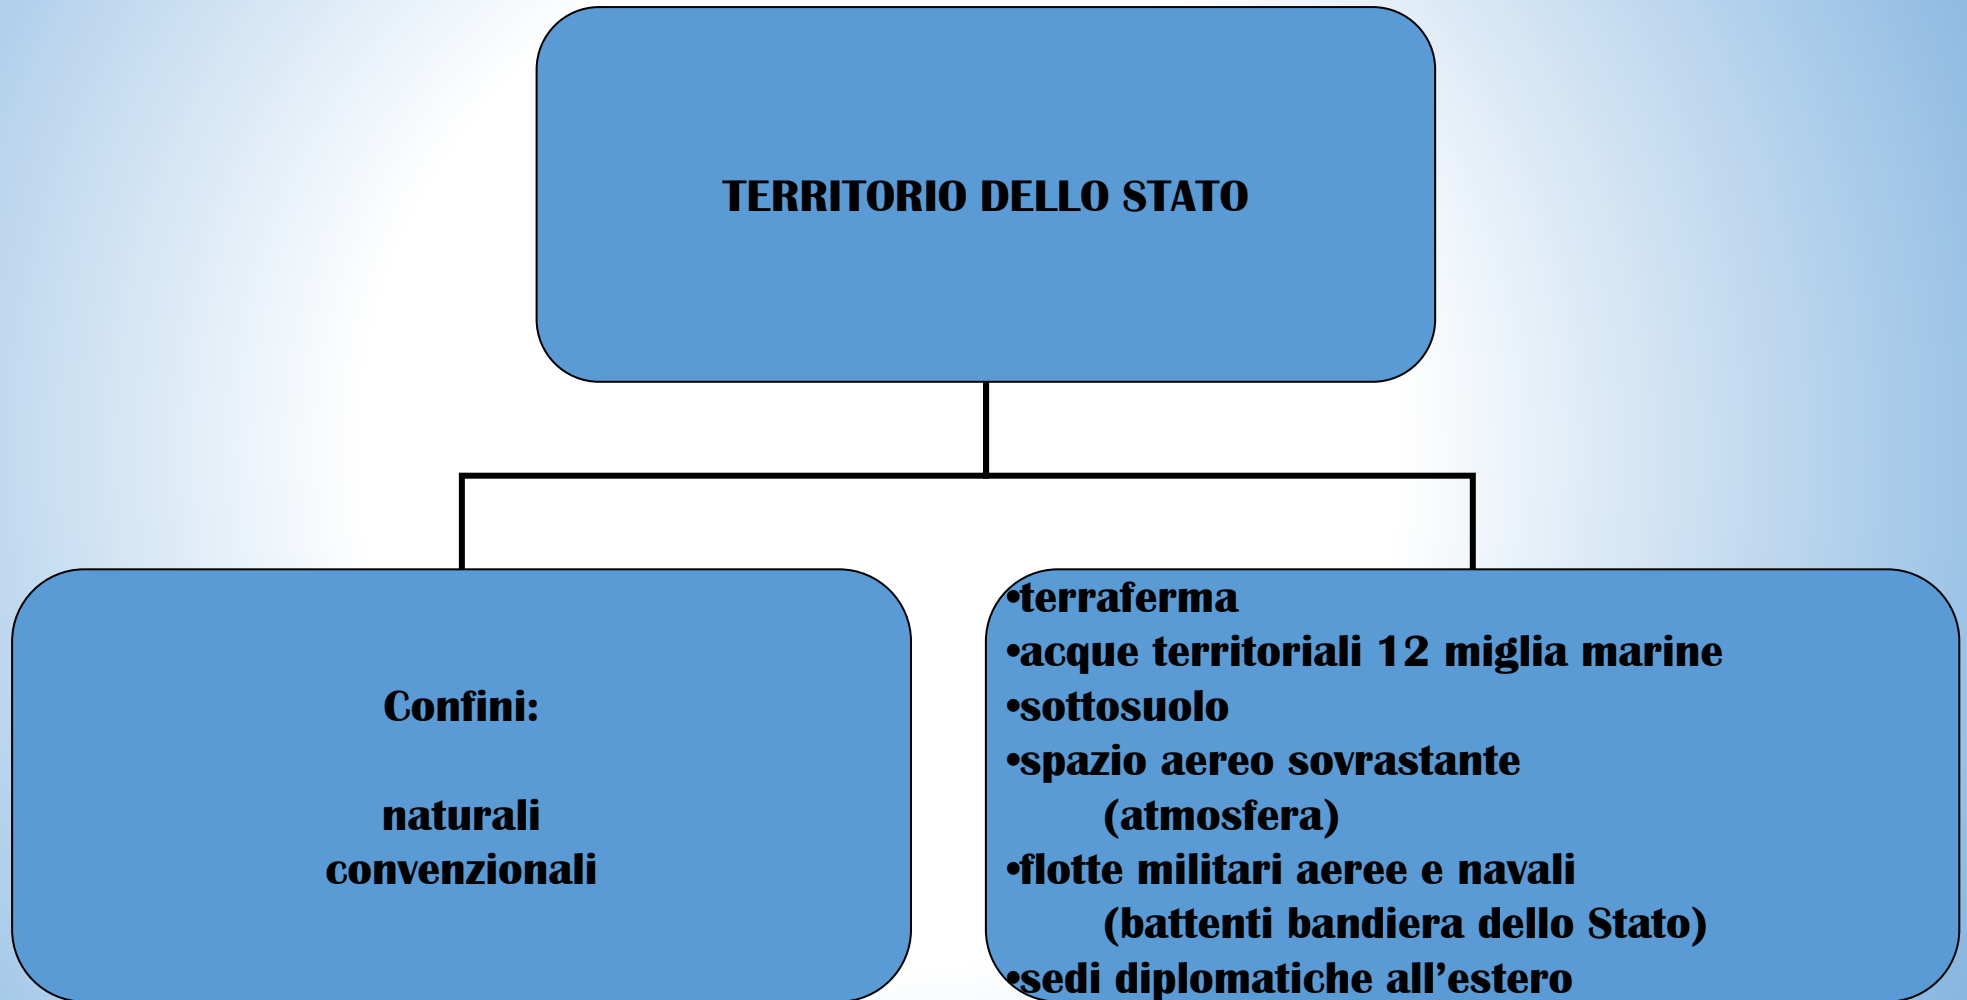 TERRITORIO DELLO STATO
Confini:
naturali
convenzionali
•terraferma
•acque territoriali 12 miglia marine
•sottosuolo
•spazio aereo sovrastante
(atmosfera)
•flotte militari aeree e navali
(battenti bandiera dello Stato)
•sedi diplomatiche all’estero